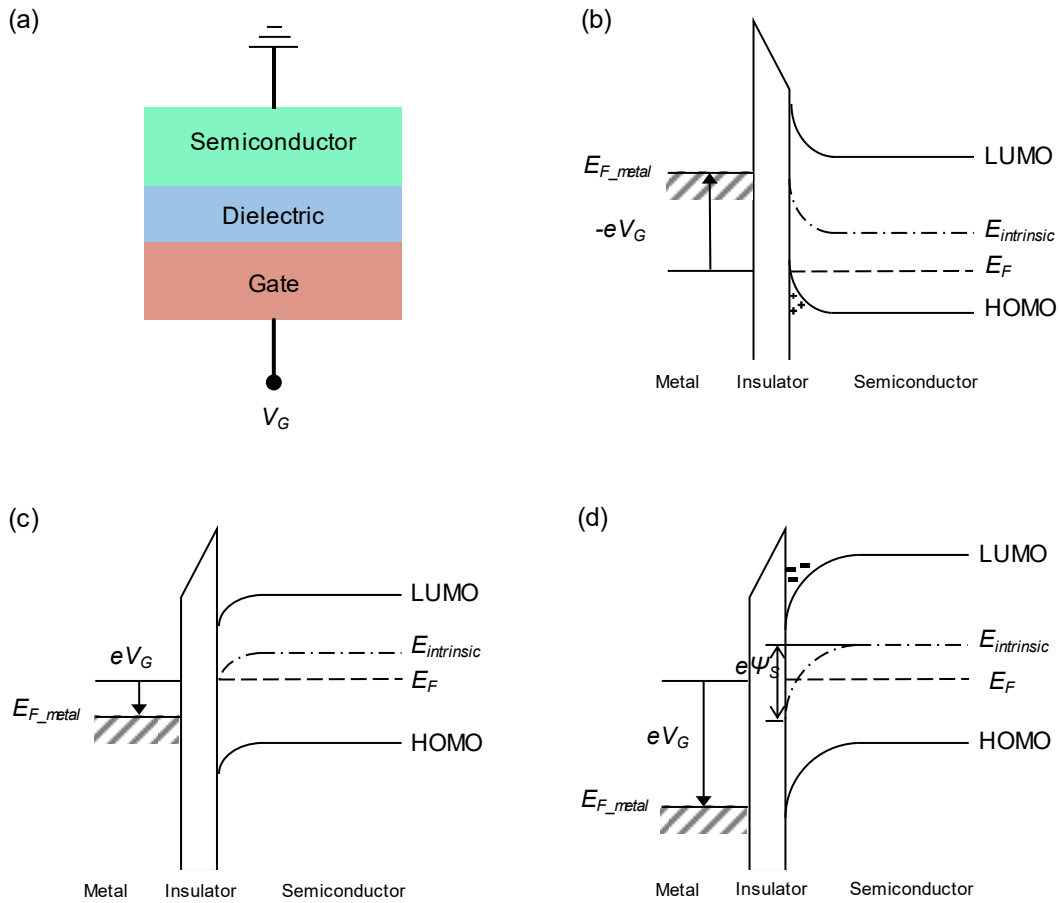 (a)
Semiconductor
Dielectric
Gate
V_G
(b)
E_F_metal
-eV_G
LUMO
E_intrinsic
E_F
HOMO
Metal Insulator Semiconductor
(c)
eV_G
E_F_metal
LUMO
E_intrinsic
E_F
HOMO
Metal Insulator Semiconductor
(d)
eΨ_S
eV_G
E_F_metal
LUMO
E_intrinsic
E_F
HOMO
Metal Insulator Semiconductor